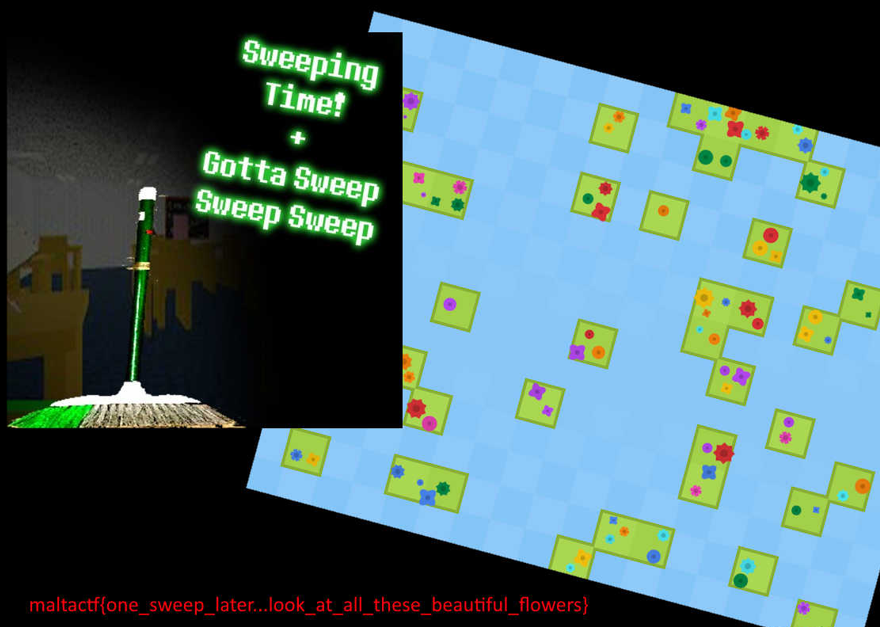 Sweeping
Time!
+
Gotta Sweep
Sweep Sweep
maltactf{one_sweep_later...look_at_all_these_beautiful_flowers}